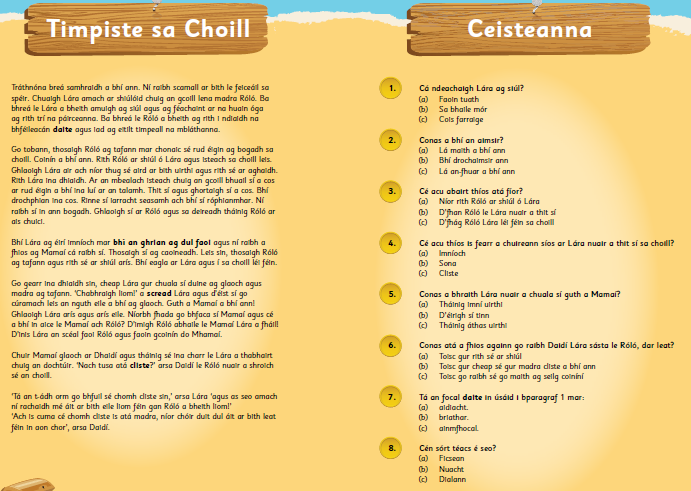 Timpiste sa Choill
Tráthnóna breá samhraidh a bhí ann. Ní raibh scamall ar bith le feiceáil sa
spéir. Chuaigh Lára amach ar shiúlóid chuig an gcoill lena madra Róló. Ba
bhreá le Lára a bheith amuigh ag siúl agus ag féachaint ar na huain óga
ag rith trí na páirceanna. Ba bhreá le Róló a bheith ag rith i ndiaidh na
bhféileacán daite agus iad ag eitilt timpeall na mbláthanna.
Go tobann, thosaigh Róló ag tafann mar chonaic sé rud éigin ag bogadh sa
choill. Coinín a bhí ann. Rith Róló ar shiúl ó Lára agus isteach sa choill leis.
Ghlaoigh Lára air ach níor thug sé aird ar bith uirthi agus rith sé ar aghaidh.
Rith Lára ina dhiaidh. Ar an mbealach isteach chuig an gcoill bhuail sí a cos
ar rud éigin a bhí ina luí ar an talamh. Thit sí agus ghortaigh sí a cos. Bhí
drochphian ina cos. Rinne sí iarracht seasamh ach bhí sí róphianmhar. Ní
raibh sí in ann bogadh. Ghlaoigh sí ar Róló agus sa deireadh tháinig Róló ar
ais chuici.
Bhí Lára ag éirí imníoch mar bhí an ghrian ag dul faoi agus ní raibh a
fhios ag Mamaí cá raibh sí. Thosaigh sí ag caoineadh. Leis sin, thosaigh Róló
ag tafann agus rith sé ar shiúl arís. Bhí eagla ar Lára agus í sa choill léi féin.
Go gearr ina dhiaidh sin, cheap Lára gur chuala sí duine ag glaoch agus
madra ag tafann. 'Chabhraigh liom!' a scread Lára agus d'éist sí go
cúramach leis an nguth eile a bhí ag glaoch. Guth a Mamaí a bhí ann!
Ghlaoigh Lára arís agus arís eile. Níorbh fhada go bhfaca sí Mamaí agus cé
a bhí in aice le Mamaí ach Róló? D'imigh Róló abhaile le Mamaí Lára a fháil!
D'inis Lára an scéal faoi Róló agus faoin gcoinín do Mhamaí.
Chuir Mamaí glaoch ar Dhaidí agus tháinig sé ina charr le Lára a thabhairt
chuig an dochtúir. 'Nach tusa atá cliste?' arsa Daidí le Róló nuair a shroich
sé an choill.
'Tá an t-ádh orm go bhfuil sé chomh cliste sin,' arsa Lára 'agus as seo amach
ní rachaidh mé áit ar bith eile liom féin gan Róló a bheith liom!'
'Ach is cuma cé chomh cliste is atá madra, níor chóir duit dul áit ar bith leat
féin in aon chor', arsa Daidí.
Ceisteanna
1. Cá ndeachaigh Lára ag siúl?
(a) Faoin tuath
(b) Sa bhaile mór
(c) Cois farraige
2. Conas a bhí an aimsir?
(a) Lá maith a bhí ann
(b) Bhí drochaimsir ann
(c) Lá an-fhuar a bhí ann
3. Cé acu abairt thíos atá fíor?
(a) Níor rith Róló ar shiúl ó Lára
(b) D'fhan Róló le Lára nuair a thit sí
(c) D'fhág Róló Lára léi féin sa choill
4. Cé acu thíos is fearr a chuireann síos ar Lára nuair a thit sí sa choill?
(a) Imníoch
(b) Sona
(c) Cliste
5. Conas a bhraith Lára nuair a chuala sí guth a Mamaí?
(a) Tháinig imní uirthi
(b) D'éirigh sí tinn
(c) Tháinig áthas uirthi
6. Conas atá a fhios againn go raibh Daidí Lára sásta le Róló, dar leat?
(a) Toisc gur rith sé ar shiúl
(b) Toisc gur cheap sé gur madra cliste a bhí ann
(c) Toisc go raibh sé go maith ag seilg coiníní
7. Tá an focal daite in úsáid i bparagraf 1 mar:
(a) aidiacht.
(b) briathar.
(c) ainmfhocal.
8. Cén sórt téacs é seo?
(a) Ficsean
(b) Nuacht
(c) Dialann